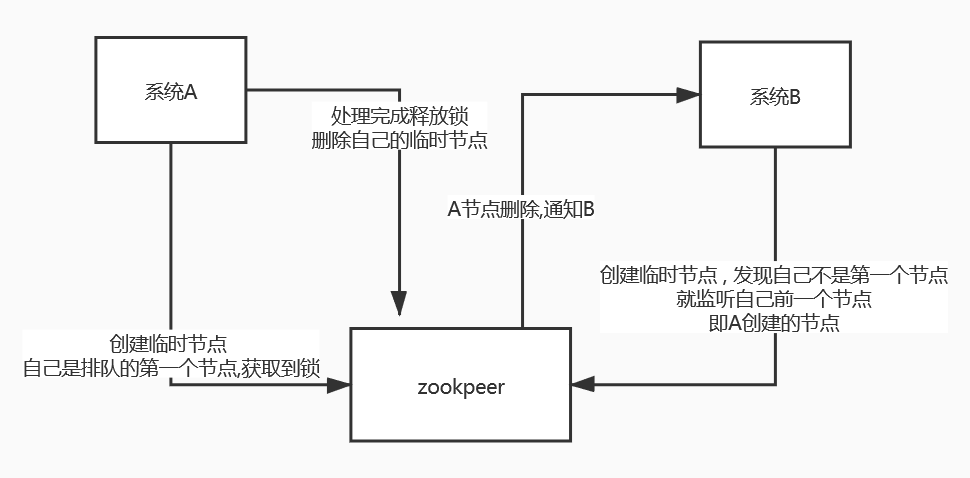 系统A
系统B
处理完成释放锁
删除自己的临时节点
A节点删除,通知B
创建临时节点，发现自己不是第一个节点
就监听自己前一个节点
即A创建的节点
创建临时节点
自己是排队的第一个节点,获取到锁
zookpeer